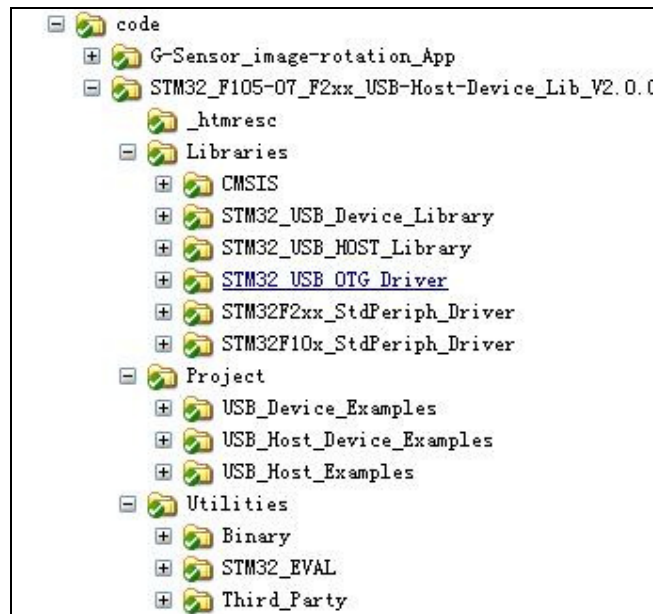 code
G-Sensor_image-rotation_App
STM32_F105-07_F2xx_USB-Host-Device_Lib_V2.0.0
_htmresc
Libraries
CMSIS
STM32_USB_Device_Library
STM32_USB_HOST_Library
STM32_USB_OTG_Driver
STM32F2xx_StdPeriph_Driver
STM32F10x_StdPeriph_Driver
Project
USB_Device_Examples
USB_Host_Device_Examples
USB_Host_Examples
Utilities
Binary
STM32_EVAL
Third_Party